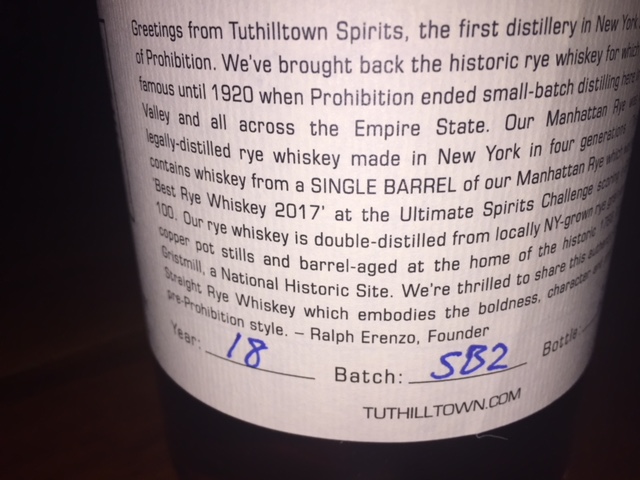 Greetings from Tuthilltown Spirits, the first distillery in New York
of Prohibition. We've brought back the historic rye whiskey for which
famous until 1920 when Prohibition ended small-batch distilling
Valley and all across the Empire State. Our Manhattan Rye
legally-distilled rye whiskey made in New York in four generations
contains whiskey from a SINGLE BARREL of our Manhattan Rye which
'Best Rye Whiskey 2017' at the Ultimate Spirits Challenge scoring
100. Our rye whiskey is double-distilled from locally NY-grown rye
copper pot stills and barrel-aged at the home of the historic
Gristmill, a National Historic Site. We're thrilled to share this
Straight Rye Whiskey which embodies the boldness, character
pre-Prohibition style. – Ralph Erenzo, Founder
Year: 18 Batch: SB2 Bottle:
TUTHILLTOWN.COM